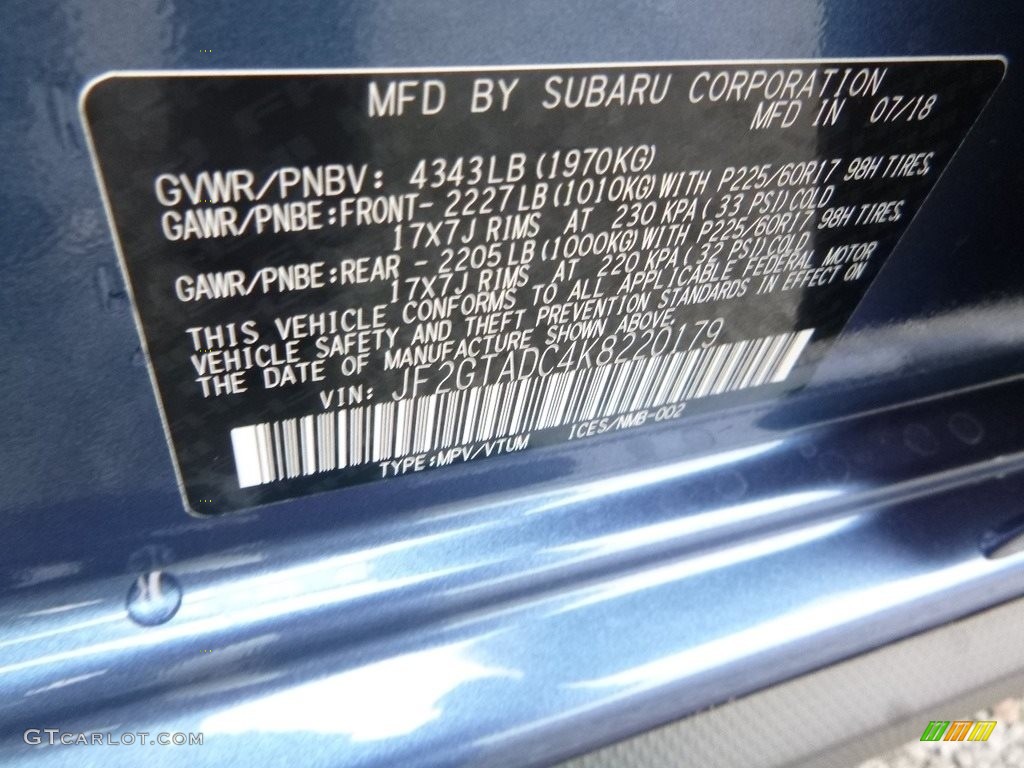 MFD BY SUBARU CORPORATION
MFD IN 07/18
GVWR/PNBV: 4343LB (1970KG)
GAWR/PNBE:FRONT- 2227LB (1010KG) WITH P225/60R17 98H TIRES,
17X7J RIMS AT 230 KPA ( 33 PSI) COLD
GAWR/PNBE:REAR - 2205LB (1000KG) WITH P225/60R17 98H TIRES,
17X7J RIMS AT 220 KPA ( 32 PSI) COLD
THIS VEHICLE CONFORMS TO ALL APPLICABLE FEDERAL MOTOR
VEHICLE SAFETY AND THEFT PREVENTION STANDARDS IN EFFECT ON
THE DATE OF MANUFACTURE SHOWN ABOVE.
VIN: JF2GTADC4K8220179
TYPE:MPV/VTUM ICES/NMB-002
GTCARLOT.COM